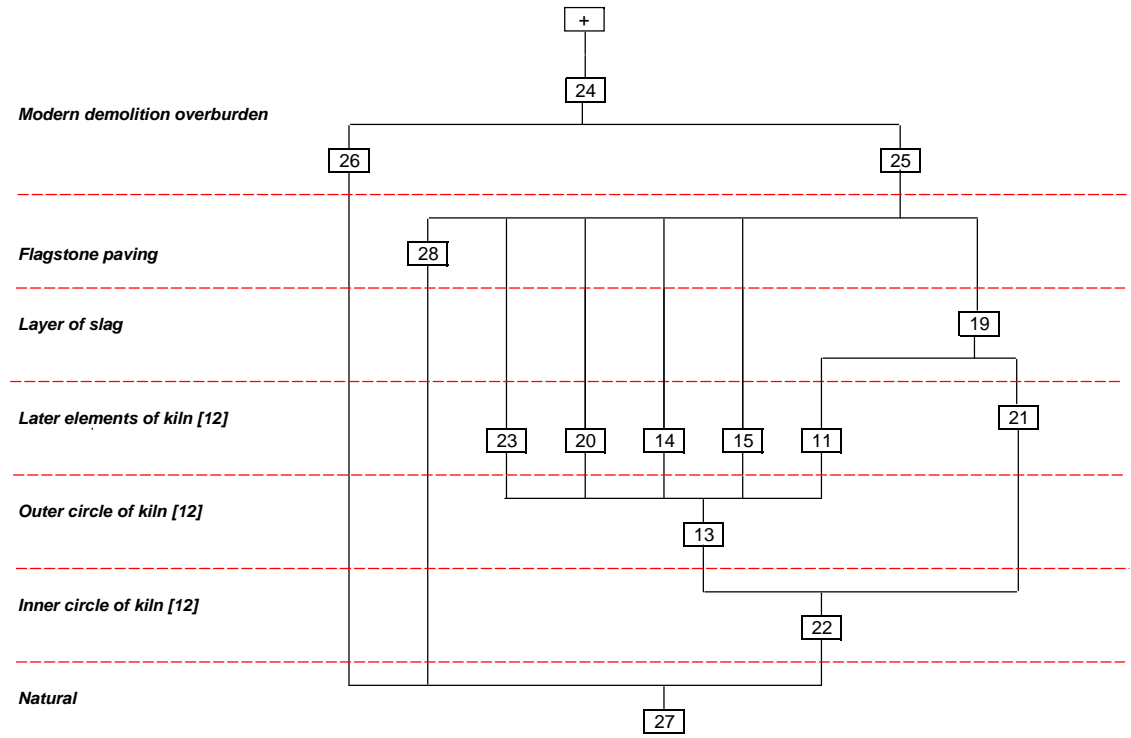 +
24
Modern demolition overburden
26 25
Flagstone paving
28
Layer of slag
19
Later elements of kiln [12]
21
23 20 14 15 11
Outer circle of kiln [12]
13
Inner circle of kiln [12]
22
Natural
27